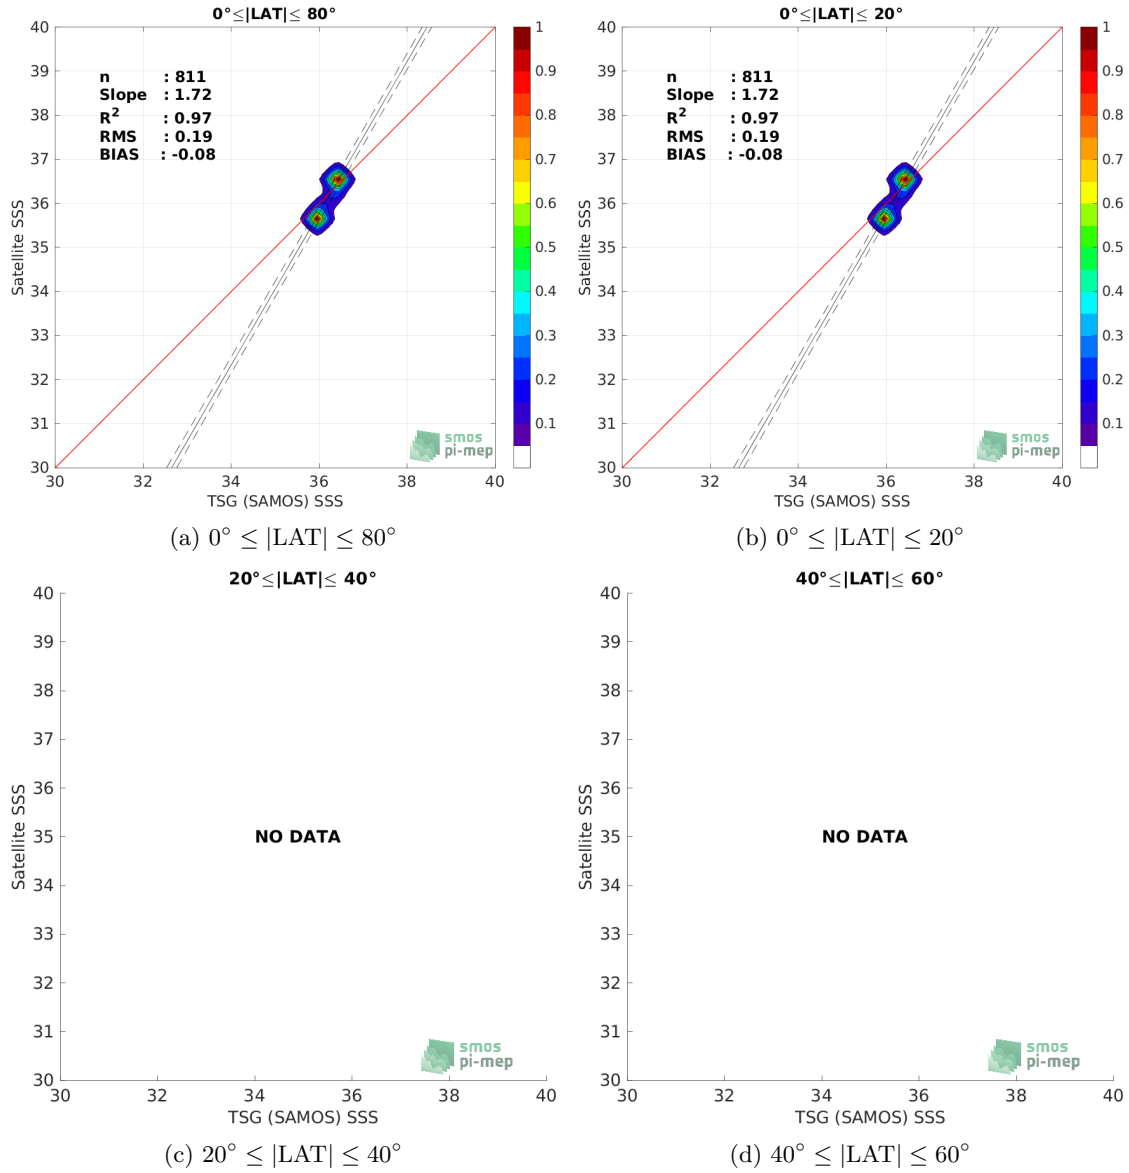 0°≤|LAT|≤ 80°
40
39
38
37
36
35
34
33
32
31
30
Satellite SSS
n : 811
Slope : 1.72
R² : 0.97
RMS : 0.19
BIAS : -0.08
smos
pi-mep
30 32 34 36 38 40
TSG (SAMOS) SSS
1
0.9
0.8
0.7
0.6
0.5
0.4
0.3
0.2
0.1
(a) 0° ≤ |LAT| ≤ 80°
0°≤|LAT|≤ 20°
40
39
38
37
36
35
34
33
32
31
30
Satellite SSS
n : 811
Slope : 1.72
R² : 0.97
RMS : 0.19
BIAS : -0.08
smos
pi-mep
30 32 34 36 38 40
TSG (SAMOS) SSS
1
0.9
0.8
0.7
0.6
0.5
0.4
0.3
0.2
0.1
(b) 0° ≤ |LAT| ≤ 20°
20°≤|LAT|≤ 40°
40
39
38
37
36
35
34
33
32
31
30
Satellite SSS
NO DATA
smos
pi-mep
30 32 34 36 38 40
TSG (SAMOS) SSS
(c) 20° ≤ |LAT| ≤ 40°
40°≤|LAT|≤ 60°
40
39
38
37
36
35
34
33
32
31
30
Satellite SSS
NO DATA
smos
pi-mep
30 32 34 36 38 40
TSG (SAMOS) SSS
(d) 40° ≤ |LAT| ≤ 60°